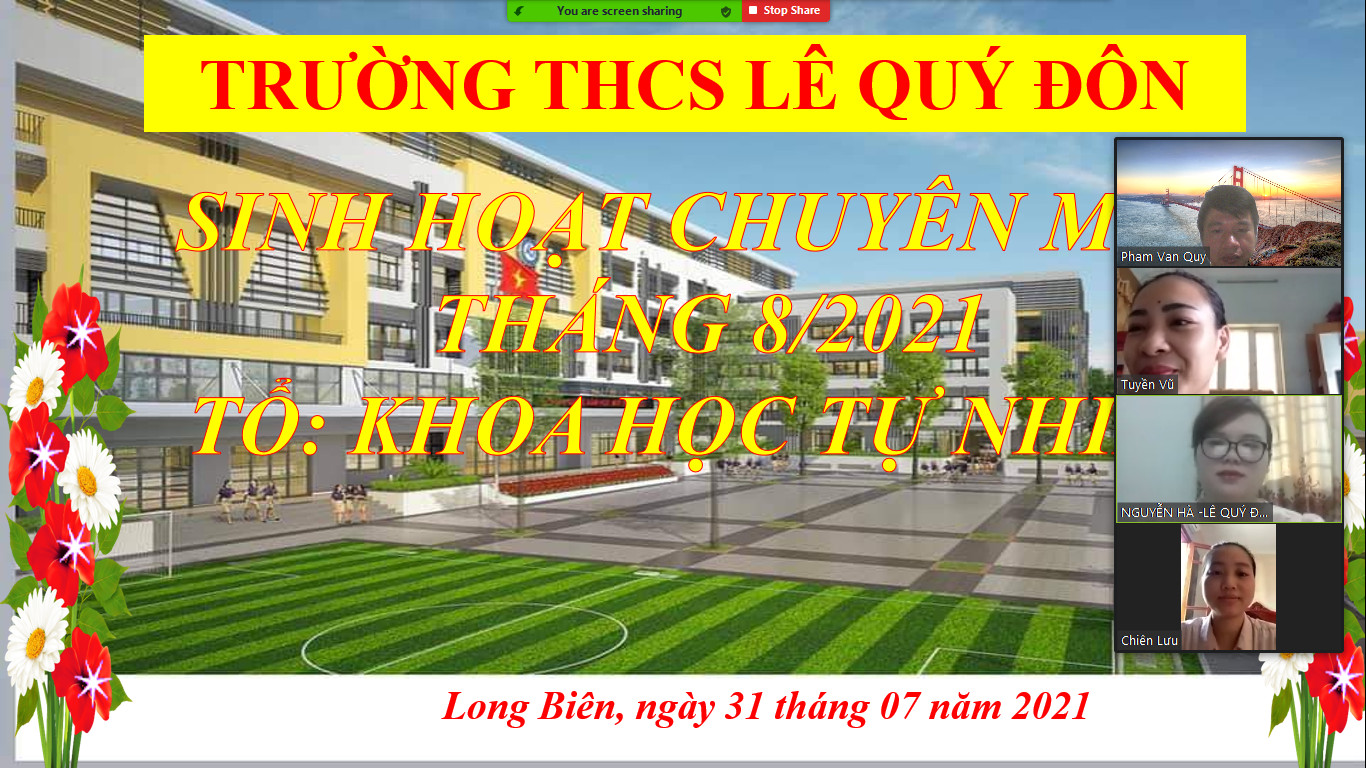 You are screen sharing
Stop Share
TRƯỜNG THCS LÊ QUÝ ĐÔN
SINH HOẠT CHUYÊN M
THÁNG 8/2021
TỔ: KHOA HỌC TỰ NHI
Pham Van Quy
Tuyền Vũ
NGUYỄN HÀ -LÊ QUÝ Đ...
Chiên Lưu
Long Biên, ngày 31 tháng 07 năm 2021